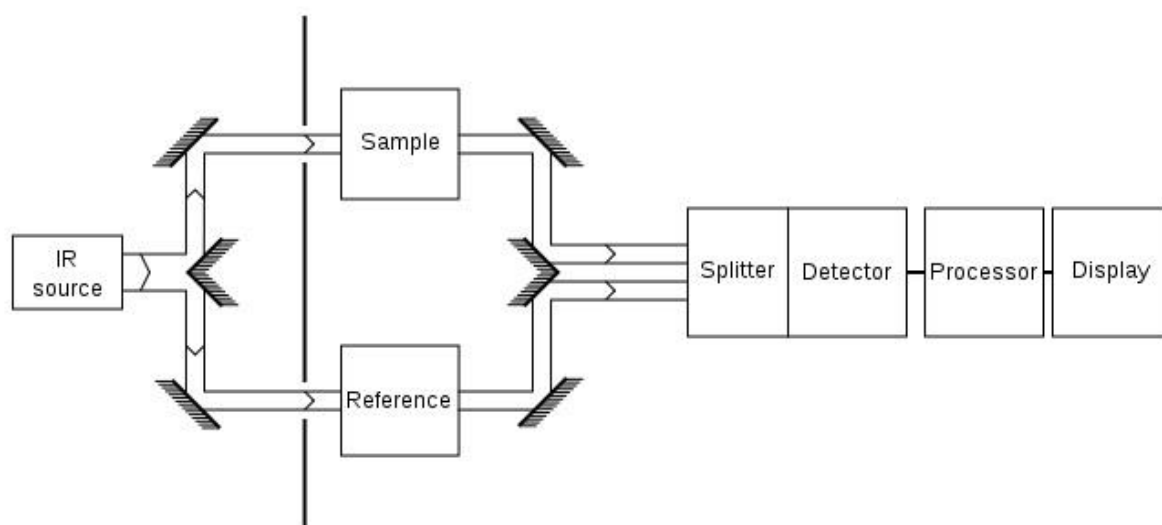 Sample
IR
source
Splitter
Detector
Processor
Display
Reference